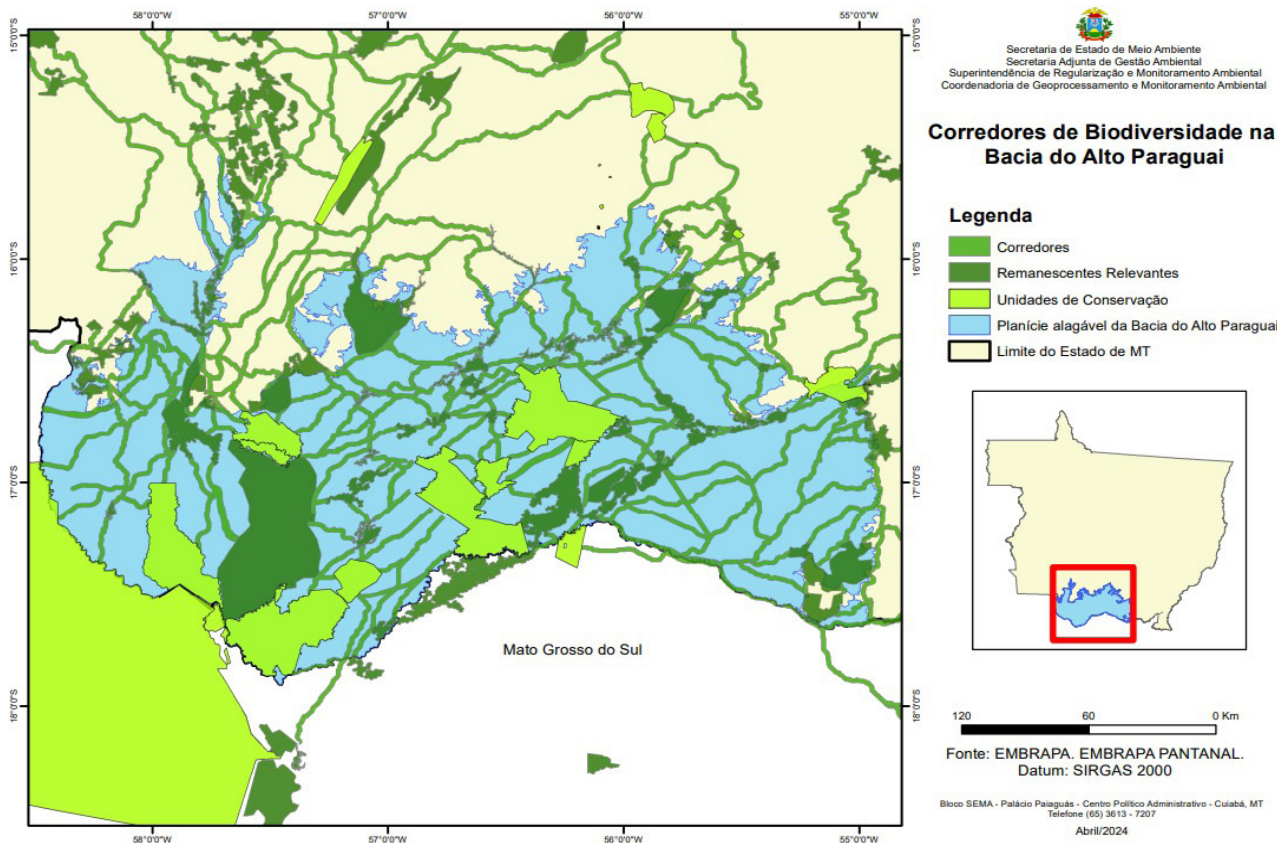 58°0'0"W
57°0'0"W
56°0'0"W
55°0'0"W
15°0'0"S
15°0'0"S
16°0'0"S
16°0'0"S
17°0'0"S
17°0'0"S
18°0'0"S
18°0'0"S
Mato Grosso do Sul
58°0'0"W
57°0'0"W
56°0'0"W
55°0'0"W
Secretaria de Estado de Meio Ambiente
Secretaria Adjunta de Gestão Ambiental
Superintendência de Regularização e Monitoramento Ambiental
Coordenadoria de Geoprocessamento e Monitoramento Ambiental
Corredores de Biodiversidade na
Bacia do Alto Paraguai
Legenda
Corredores
Remanescentes Relevantes
Unidades de Conservação
Planície alagável da Bacia do Alto Paraguai
Limite do Estado de MT
120 60 0 Km
Fonte: EMBRAPA. EMBRAPA PANTANAL.
Datum: SIRGAS 2000
Bloco SEMA - Palácio Paiaguás - Centro Político Administrativo - Cuiabá, MT
Telefone (65) 3613 - 7207
Abril/2024